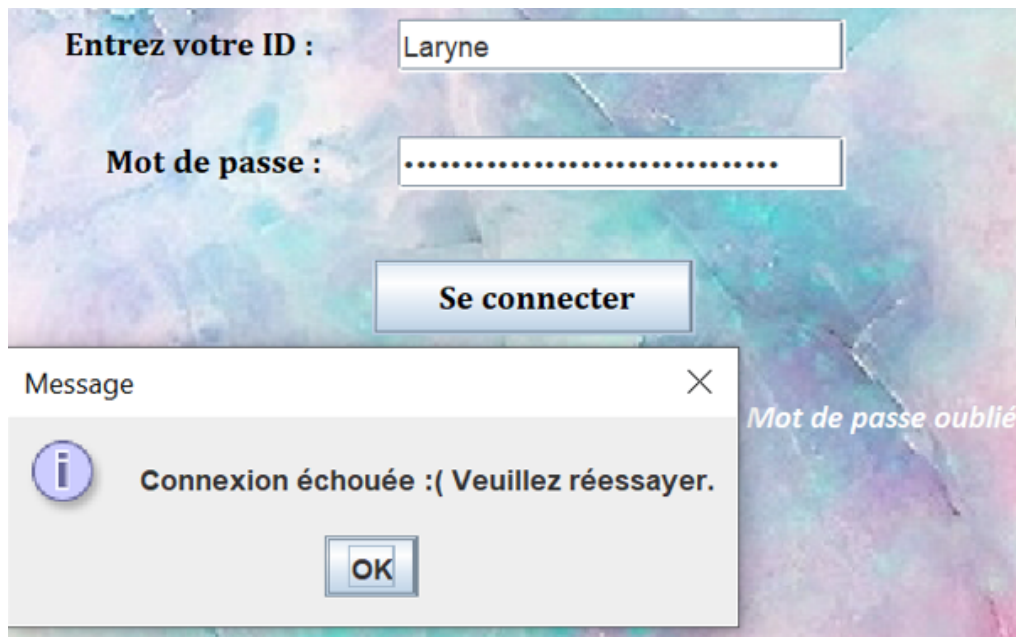 Entrez votre ID :
Laryne
Mot de passe :
Se connecter
Message
Mot de passe oublié
i
Connexion échouée :( Veuillez réessayer.
OK